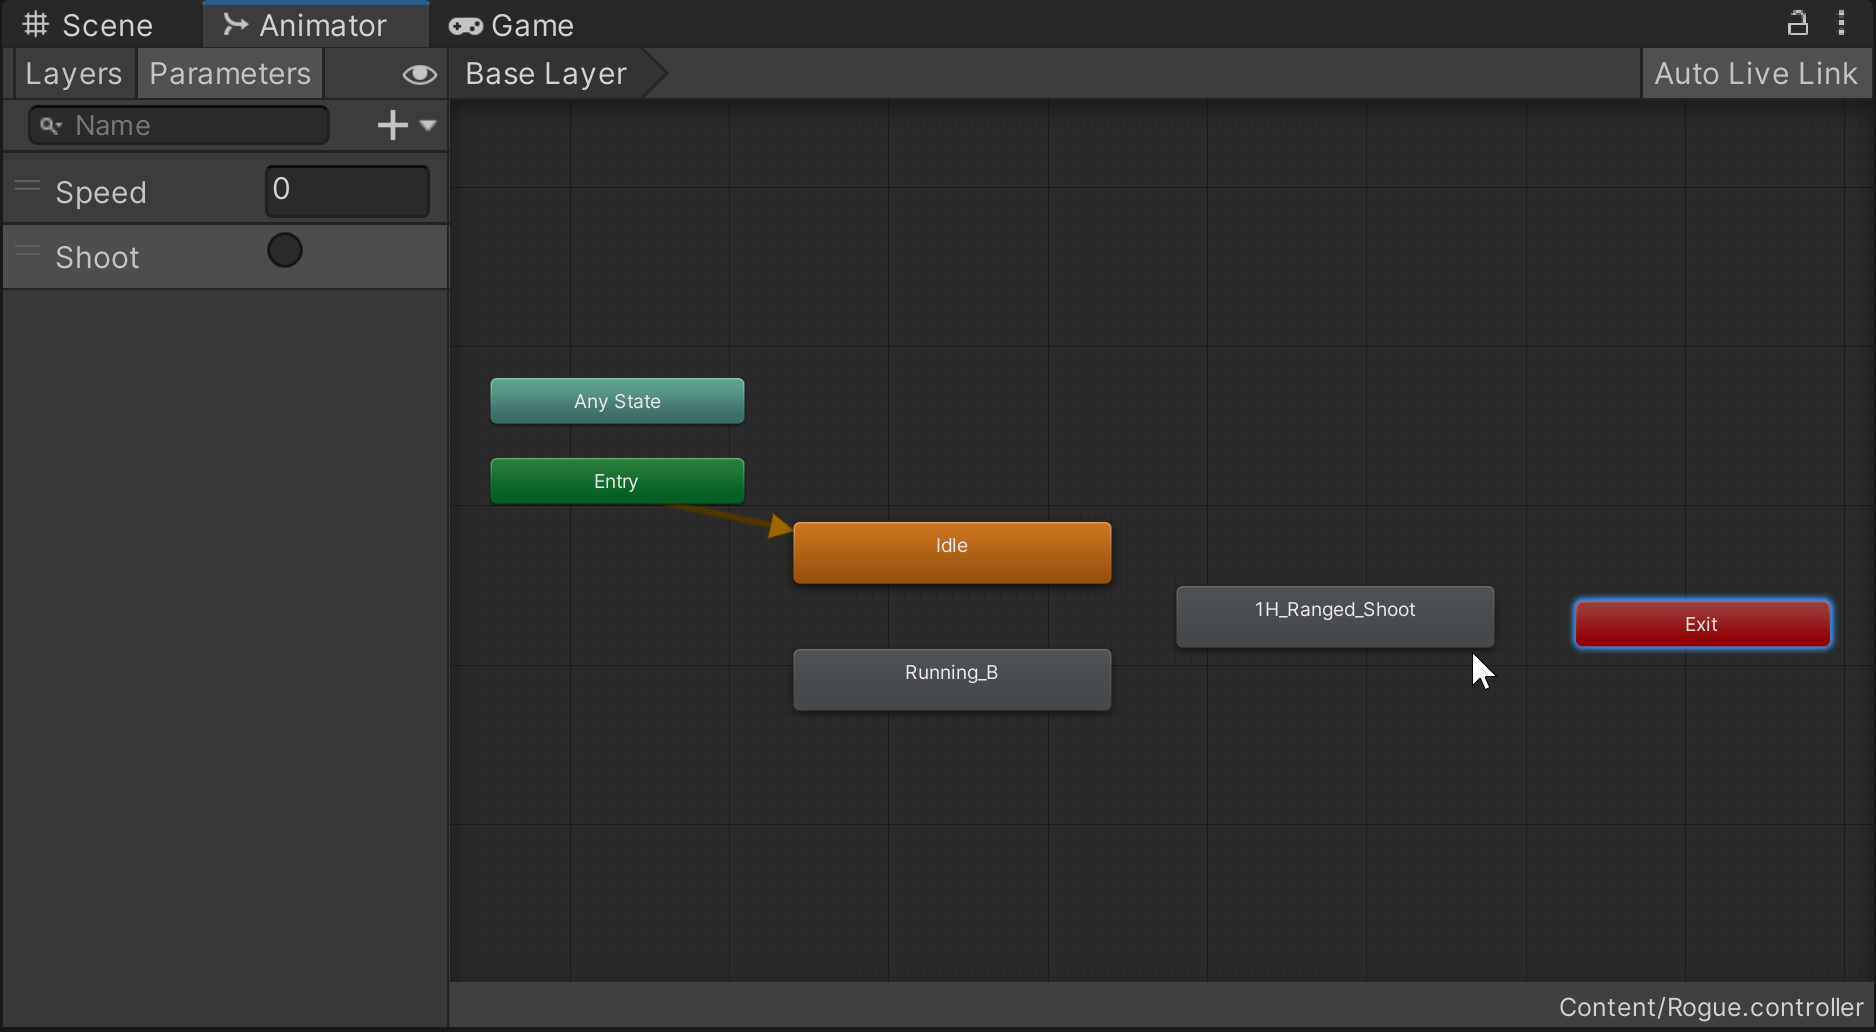 Scene Animator Game
Layers Parameters Base Layer Auto Live Link
Name
Speed 0
Shoot
Any State
Entry
Idle
1H_Ranged_Shoot
Exit
Running_B
Content/Rogue.controller